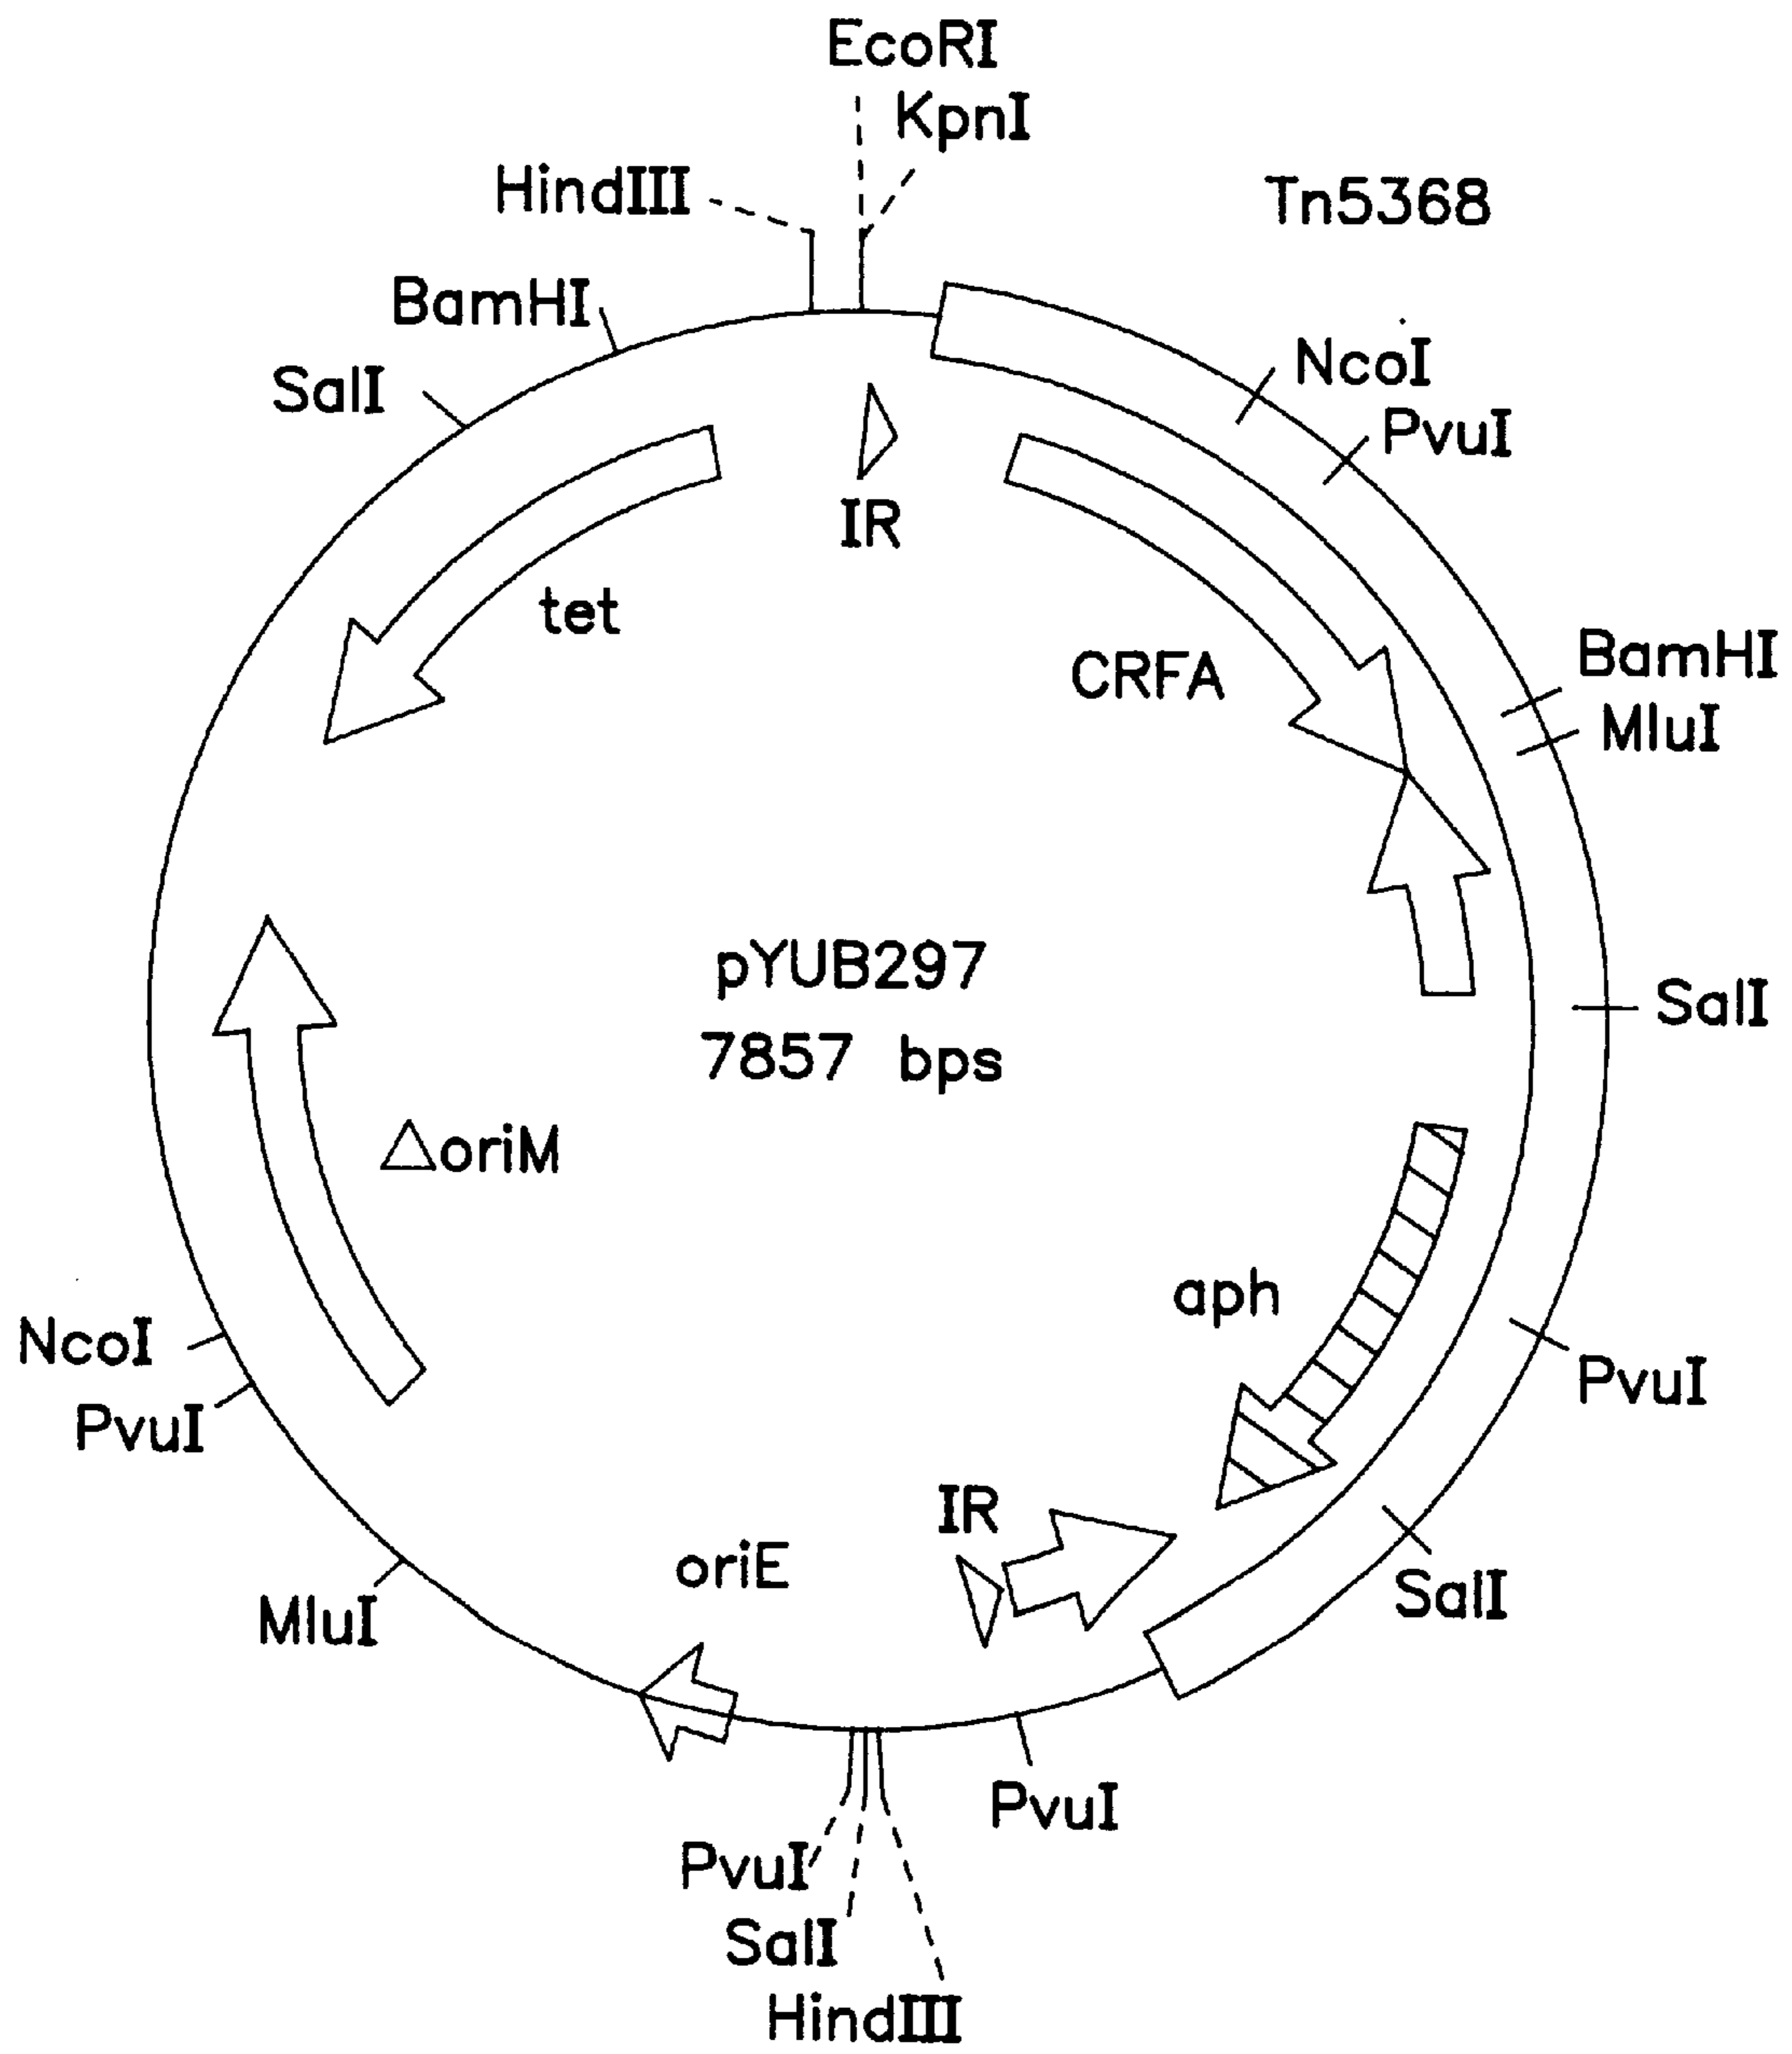 EcoRI
KpnI
HindIII
Tn5368
BamHI
NcoI
SalI
PvuI
IR
tet
BamHI
CRFA
MluI
pYUB297
SalI
7857 bps
ΔoriM
aph
NcoI
PvuI
PvuI
IR
oriE
SalI
MluI
PvuI
PvuI
SalI
HindIII